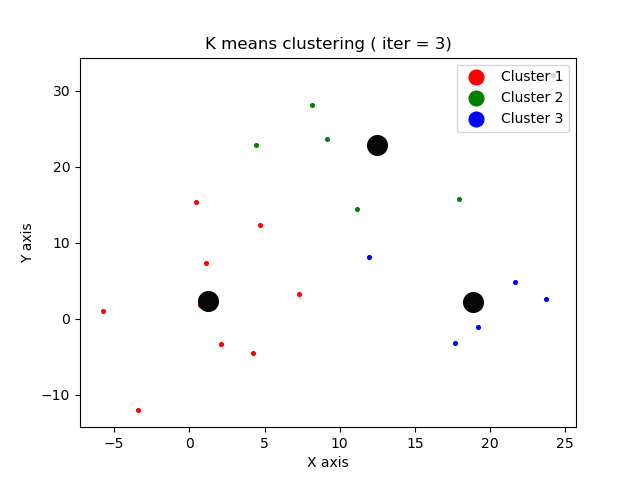 K means clustering ( iter = 3)
Cluster 1
Cluster 2
Cluster 3
30
20
10
0
−10
Y axis
−5
0
5
10
15
20
25
X axis